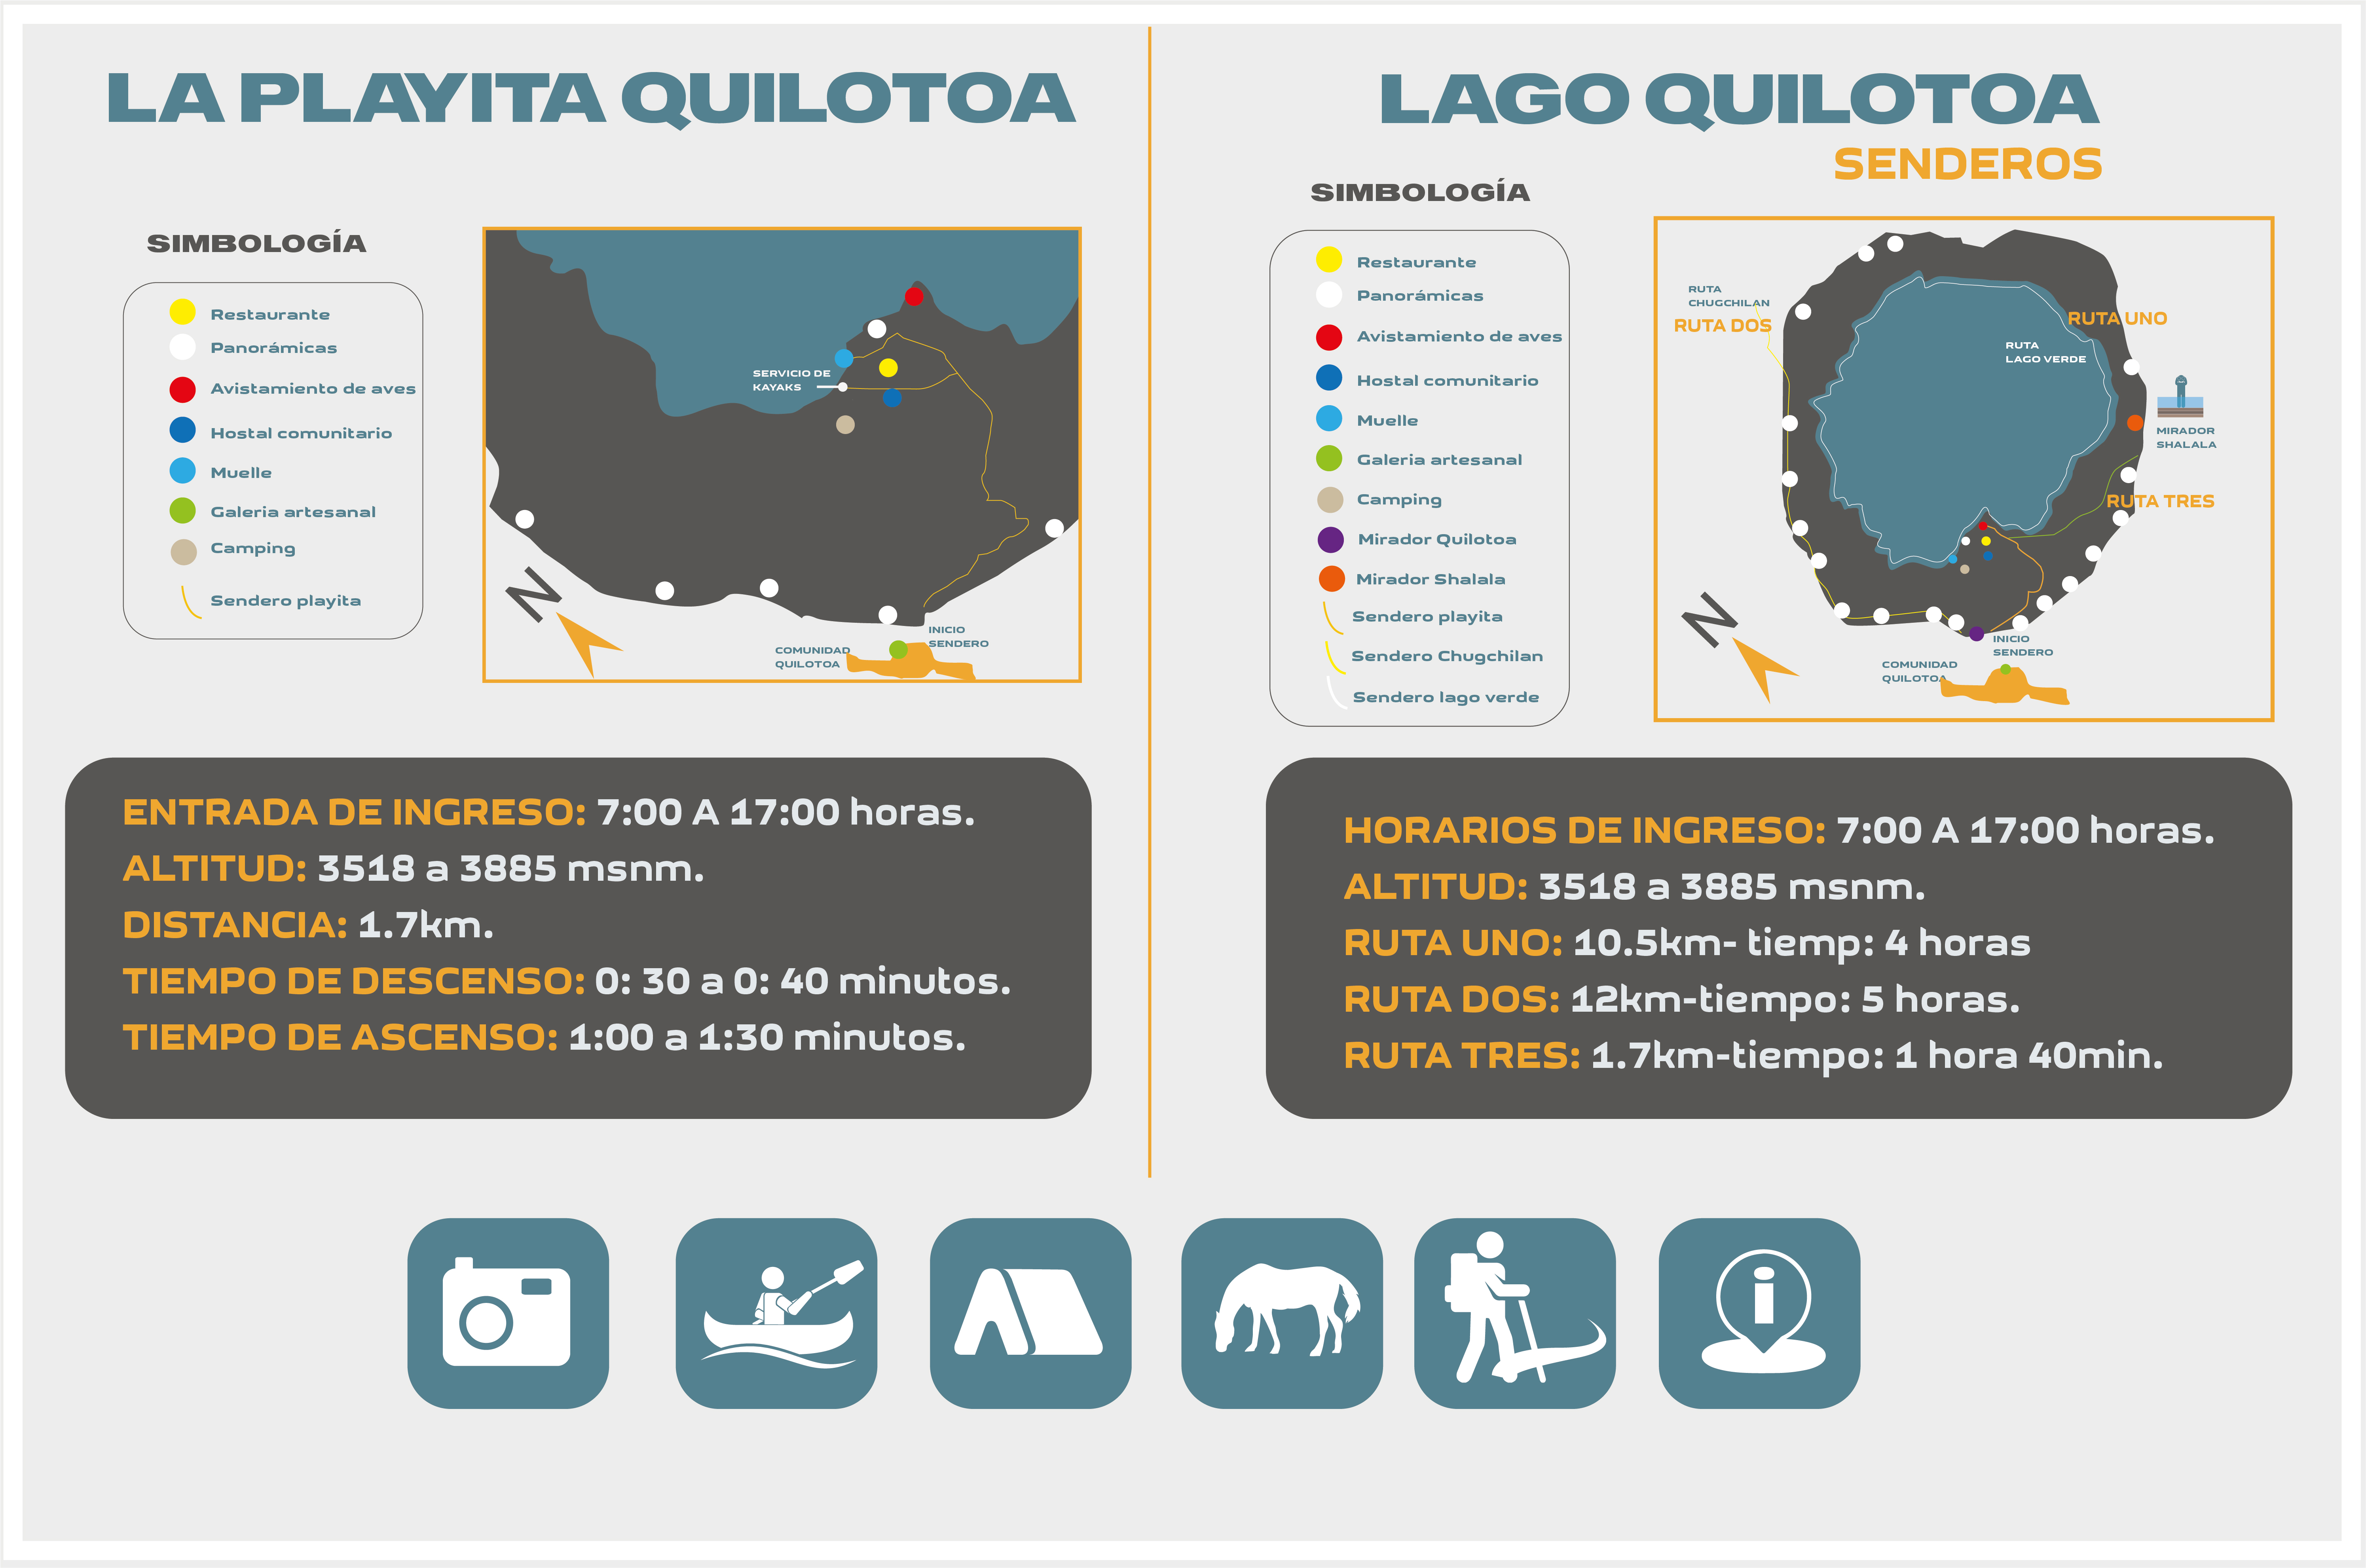 LA PLAYITA QUILOTOA
SIMBOLOGÍA
Restaurante
Panorámicas
Avistamiento de aves
Hostal comunitario
Muelle
Galeria artesanal
Camping
Sendero playita
SERVICIO DE
KAYAKS
N
INICIO
SENDERO
COMUNIDAD
QUILOTOA
ENTRADA DE INGRESO: 7:00 A 17:00 horas.
ALTITUD: 3518 a 3885 msnm.
DISTANCIA: 1.7km.
TIEMPO DE DESCENSO: 0: 30 a 0: 40 minutos.
TIEMPO DE ASCENSO: 1:00 a 1:30 minutos.
LAGO QUILOTOA
SENDEROS
SIMBOLOGÍA
Restaurante
Panorámicas
Avistamiento de aves
Hostal comunitario
Muelle
Galeria artesanal
Camping
Mirador Quilotoa
Mirador Shalala
Sendero playita
Sendero Chugchilan
Sendero lago verde
RUTA
CHUGCHILAN
RUTA DOS
RUTA UNO
RUTA
LAGO VERDE
MIRADOR
SHALALA
RUTA TRES
N
INICIO
SENDERO
COMUNIDAD
QUILOTOA
HORARIOS DE INGRESO: 7:00 A 17:00 horas.
ALTITUD: 3518 a 3885 msnm.
RUTA UNO: 10.5km- tiemp: 4 horas
RUTA DOS: 12km-tiempo: 5 horas.
RUTA TRES: 1.7km-tiempo: 1 hora 40min.
i